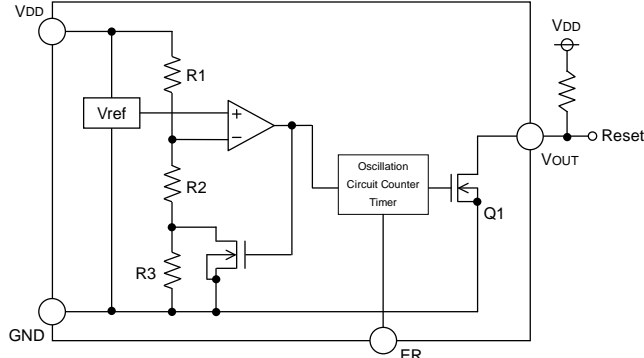 VDD
VDD
R1
Vref
+
−
Reset
VOUT
Oscillation
Circuit Counter
Timer
R2
Q1
R3
GND
ER